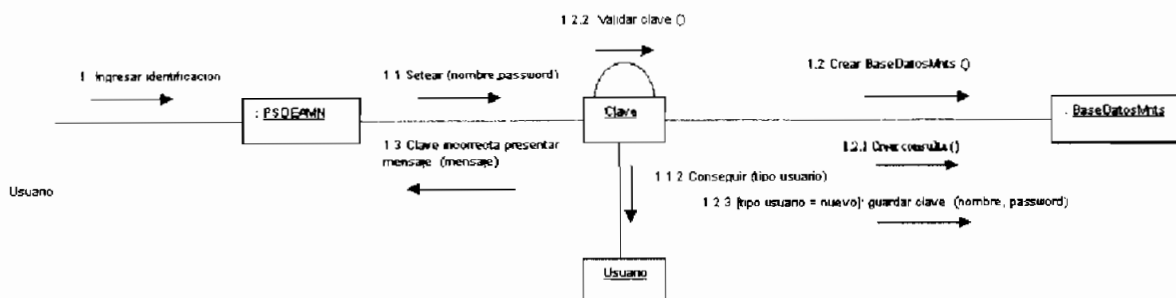 1.2.2 Validar clave ()
1 Ingresar identificacion
1.1 Setear (nombre,password)
1.2 Crear BaseDatosMnts ()
: PSDEAMN
Clave
: BaseDatosMnts
1.3 Clave incorrecta presentar
mensaje (mensaje)
1.2.1 Crear consulta ()
1.1.2 Conseguir (tipo usuario)
Usuario
1.2.3 [tipo usuario = nuevo]: guardar clave (nombre, password)
Usuario